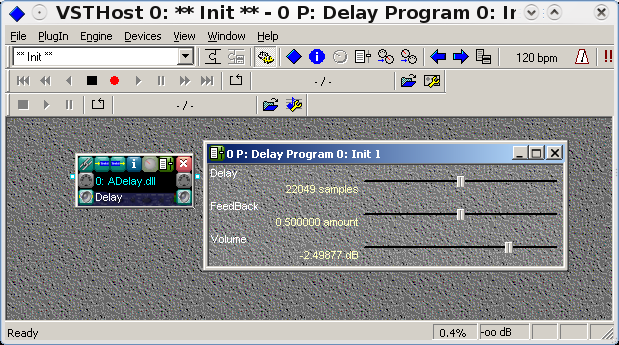 VSTHost 0: ** Init ** - 0 P: Delay Program 0: In
File PlugIn Engine Devices View Window Help
** Init ** 120 bpm !!
- / -
- / -
0 P: Delay Program 0: Init 1
0: ADelay.dll
Delay
Delay
22049 samples
FeedBack
0.500000 amount
Volume
-2.49877 dB
Ready 0.4% -oo dB